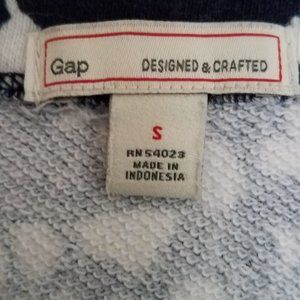 Gap DESIGNED & CRAFTED
S
RN 54023
MADE IN
INDONESIA